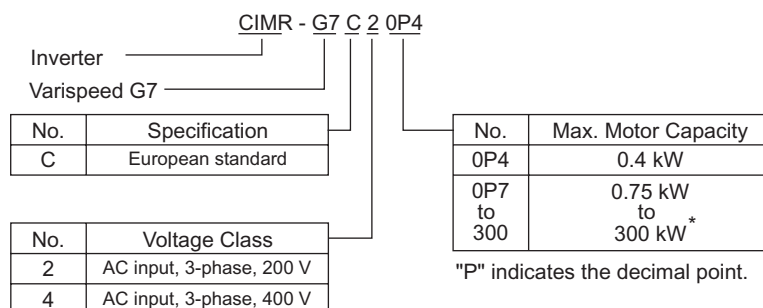 CIMR - G7 C 2 0P4
Inverter
Varispeed G7
No. Specification
C European standard
No. Voltage Class
2 AC input, 3-phase, 200 V
4 AC input, 3-phase, 400 V
No. Max. Motor Capacity
0P4 0.4 kW
0P7 0.75 kW
to to
300 300 kW*
"P" indicates the decimal point.